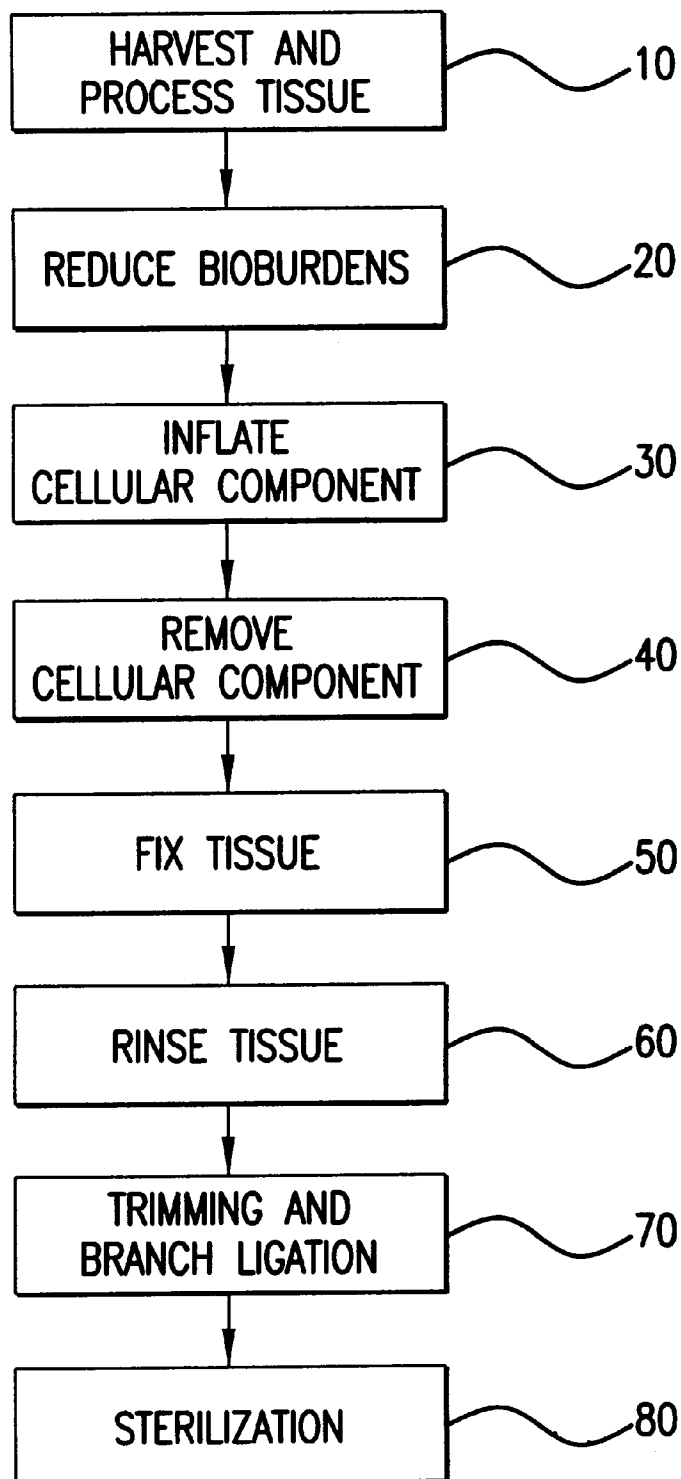 HARVEST AND
PROCESS TISSUE
10
REDUCE BIOBURDENS
20
INFLATE
CELLULAR COMPONENT
30
REMOVE
CELLULAR COMPONENT
40
FIX TISSUE
50
RINSE TISSUE
60
TRIMMING AND
BRANCH LIGATION
70
STERILIZATION
80